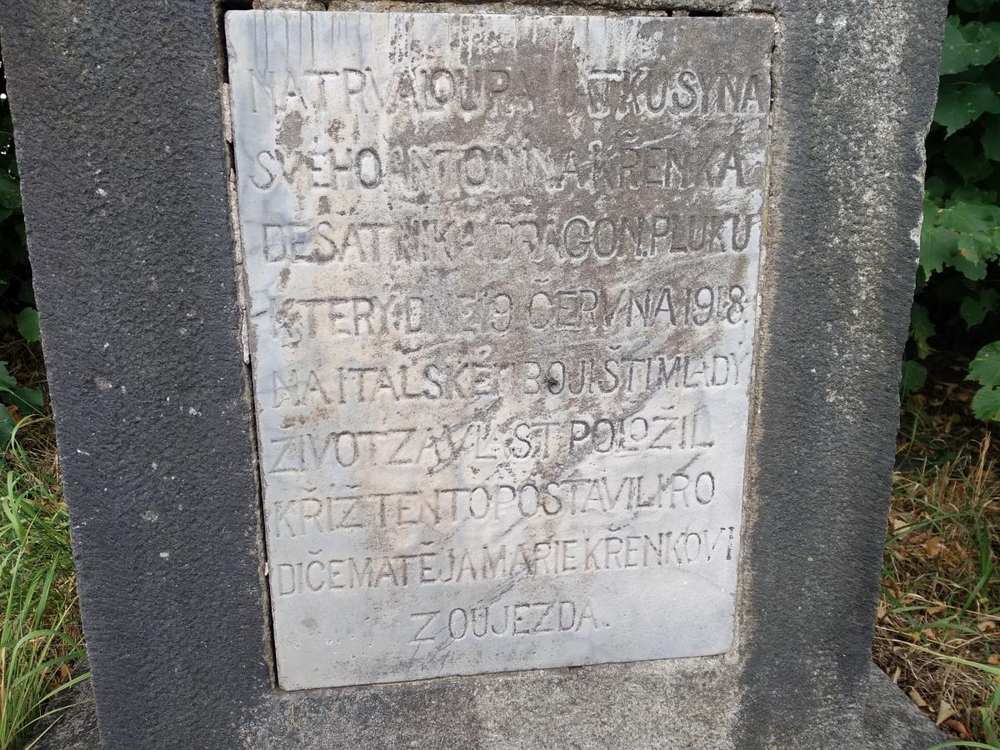 NA TRVALOU PAMÁTKU SYNA
SVÉHO ANTONÍNA KŘENKA
DESÁTNÍKA DRAGON. PLUKU
KTERÝ DNE 9 ČERVNA 1918
NA ITALSKÉM BOJIŠTI MLADÝ
ŽIVOT ZA VLAST POLOŽIL
KŘÍŽ TENTO POSTAVILI RO
DIČE MATĚJ A MARIE KŘENKOVI
Z OUJEZDA.